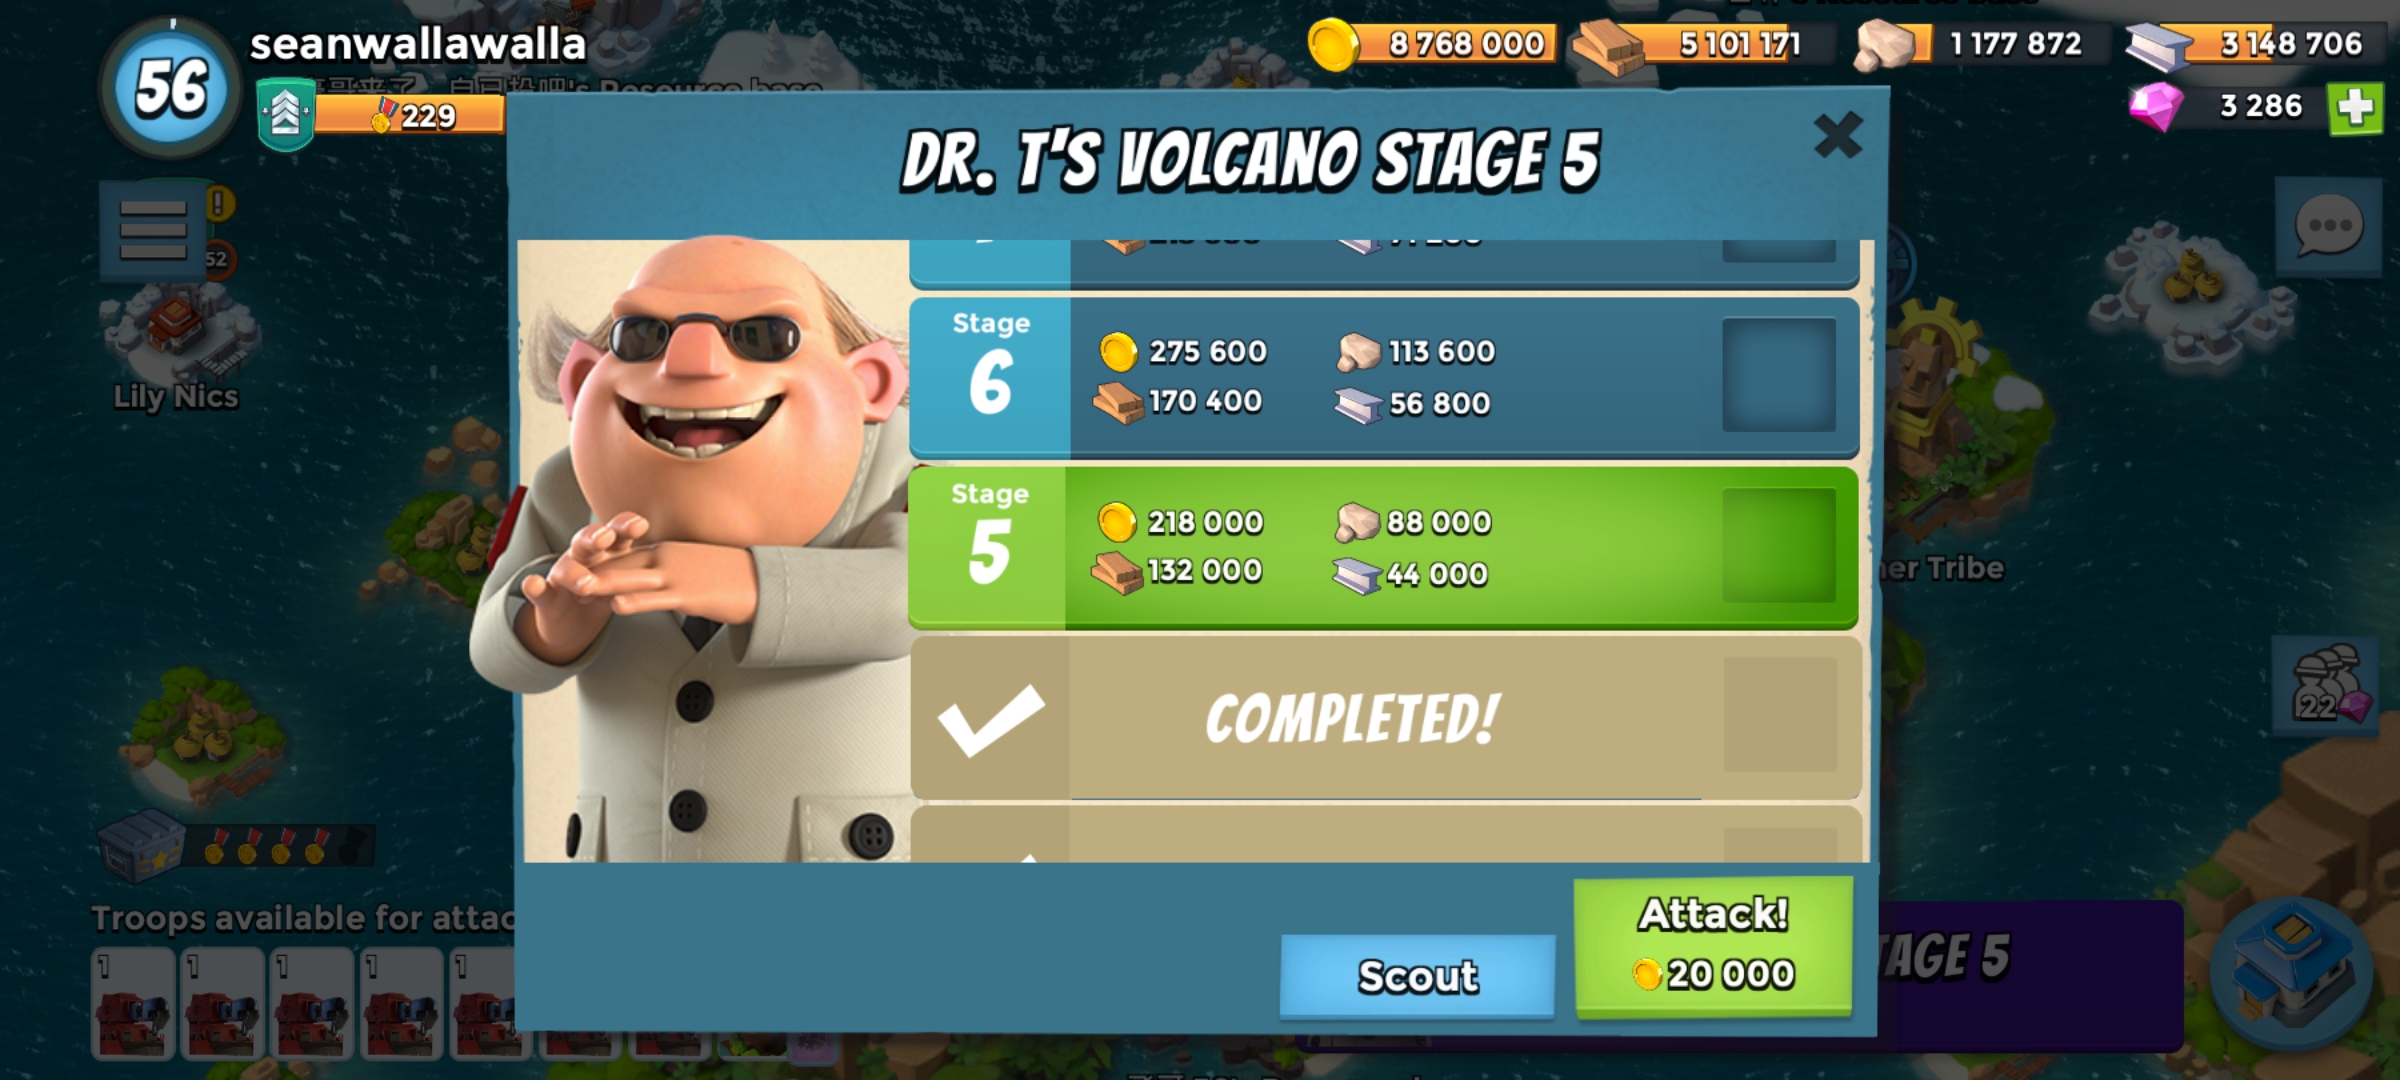 56
seanwallawalla
229
8 768 000
5 101 171
1 177 872
3 148 706
3 286
's Resource base
DR. T'S VOLCANO STAGE 5
52
Lily Nics
Stage
6
275 600
113 600
170 400
56 800
Stage
5
218 000
88 000
132 000
44 000
COMPLETED!
er Tribe
22
Troops available for attac
1
1
1
1
1
Scout
Attack!
20 000
TAGE 5